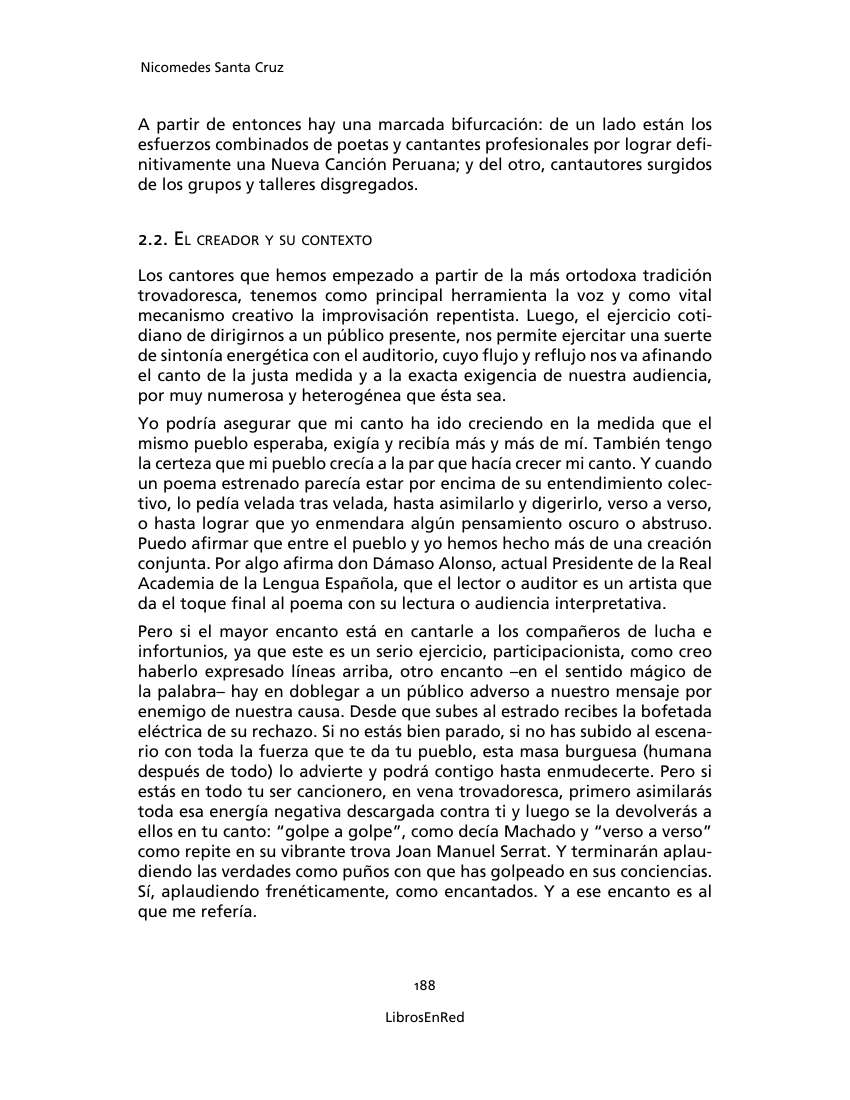 Nicomedes Santa Cruz
A partir de entonces hay una marcada bifurcación: de un lado están los
esfuerzos combinados de poetas y cantantes profesionales por lograr defi-
nitivamente una Nueva Canción Peruana; y del otro, cantautores surgidos
de los grupos y talleres disgregados.
2.2. El creador y su contexto
Los cantores que hemos empezado a partir de la más ortodoxa tradición
trovadoresca, tenemos como principal herramienta la voz y como vital
mecanismo creativo la improvisación repentista. Luego, el ejercicio coti-
diano de dirigirnos a un público presente, nos permite ejercitar una suerte
de sintonía energética con el auditorio, cuyo flujo y reflujo nos va afinando
el canto de la justa medida y a la exacta exigencia de nuestra audiencia,
por muy numerosa y heterogénea que ésta sea.
Yo podría asegurar que mi canto ha ido creciendo en la medida que el
mismo pueblo esperaba, exigía y recibía más y más de mí. También tengo
la certeza que mi pueblo crecía a la par que hacía crecer mi canto. Y cuando
un poema estrenado parecía estar por encima de su entendimiento colec-
tivo, lo pedía velada tras velada, hasta asimilarlo y digerirlo, verso a verso,
o hasta lograr que yo enmendara algún pensamiento oscuro o abstruso.
Puedo afirmar que entre el pueblo y yo hemos hecho más de una creación
conjunta. Por algo afirma don Dámaso Alonso, actual Presidente de la Real
Academia de la Lengua Española, que el lector o auditor es un artista que
da el toque final al poema con su lectura o audiencia interpretativa.
Pero si el mayor encanto está en cantarle a los compañeros de lucha e
infortunios, ya que este es un serio ejercicio, participacionista, como creo
haberlo expresado líneas arriba, otro encanto –en el sentido mágico de
la palabra– hay en doblegar a un público adverso a nuestro mensaje por
enemigo de nuestra causa. Desde que subes al estrado recibes la bofetada
eléctrica de su rechazo. Si no estás bien parado, si no has subido al escena-
rio con toda la fuerza que te da tu pueblo, esta masa burguesa (humana
después de todo) lo advierte y podrá contigo hasta enmudecerte. Pero si
estás en todo tu ser cancionero, en vena trovadoresca, primero asimilarás
toda esa energía negativa descargada contra ti y luego se la devolverás a
ellos en tu canto: “golpe a golpe”, como decía Machado y “verso a verso”
como repite en su vibrante trova Joan Manuel Serrat. Y terminarán aplau-
diendo las verdades como puños con que has golpeado en sus conciencias.
Sí, aplaudiendo frenéticamente, como encantados. Y a ese encanto es al
que me refería.
188
LibrosEnRed